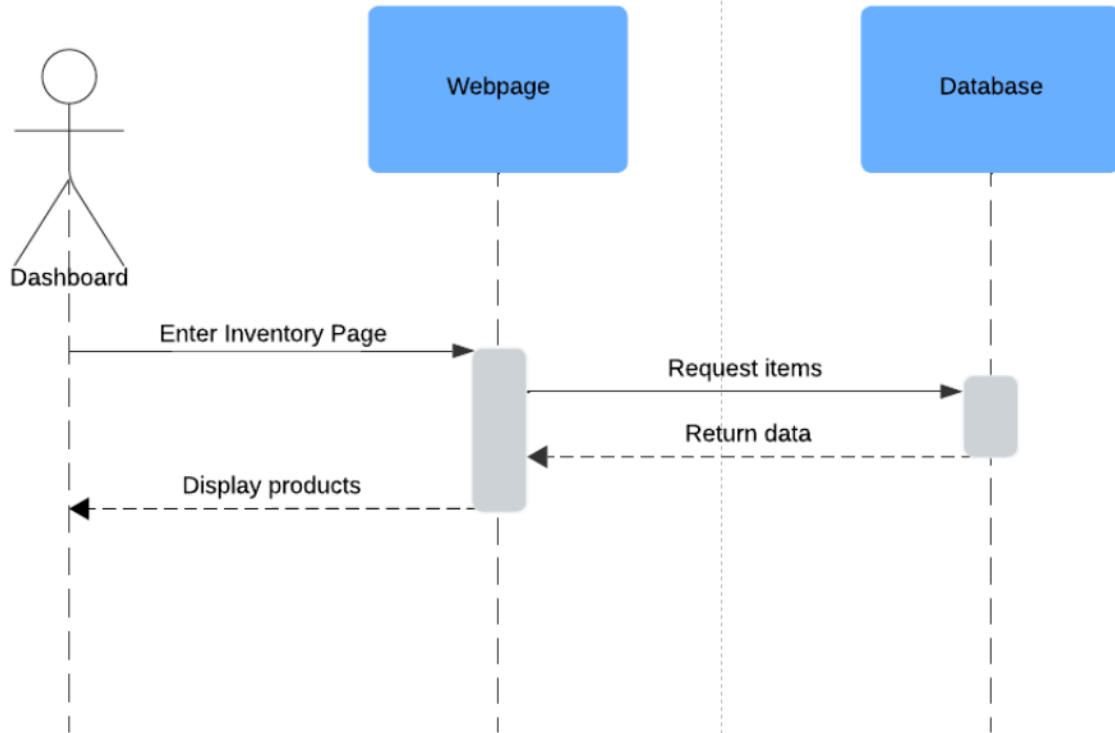 Webpage
Database
Dashboard
Enter Inventory Page
Request items
Return data
Display products